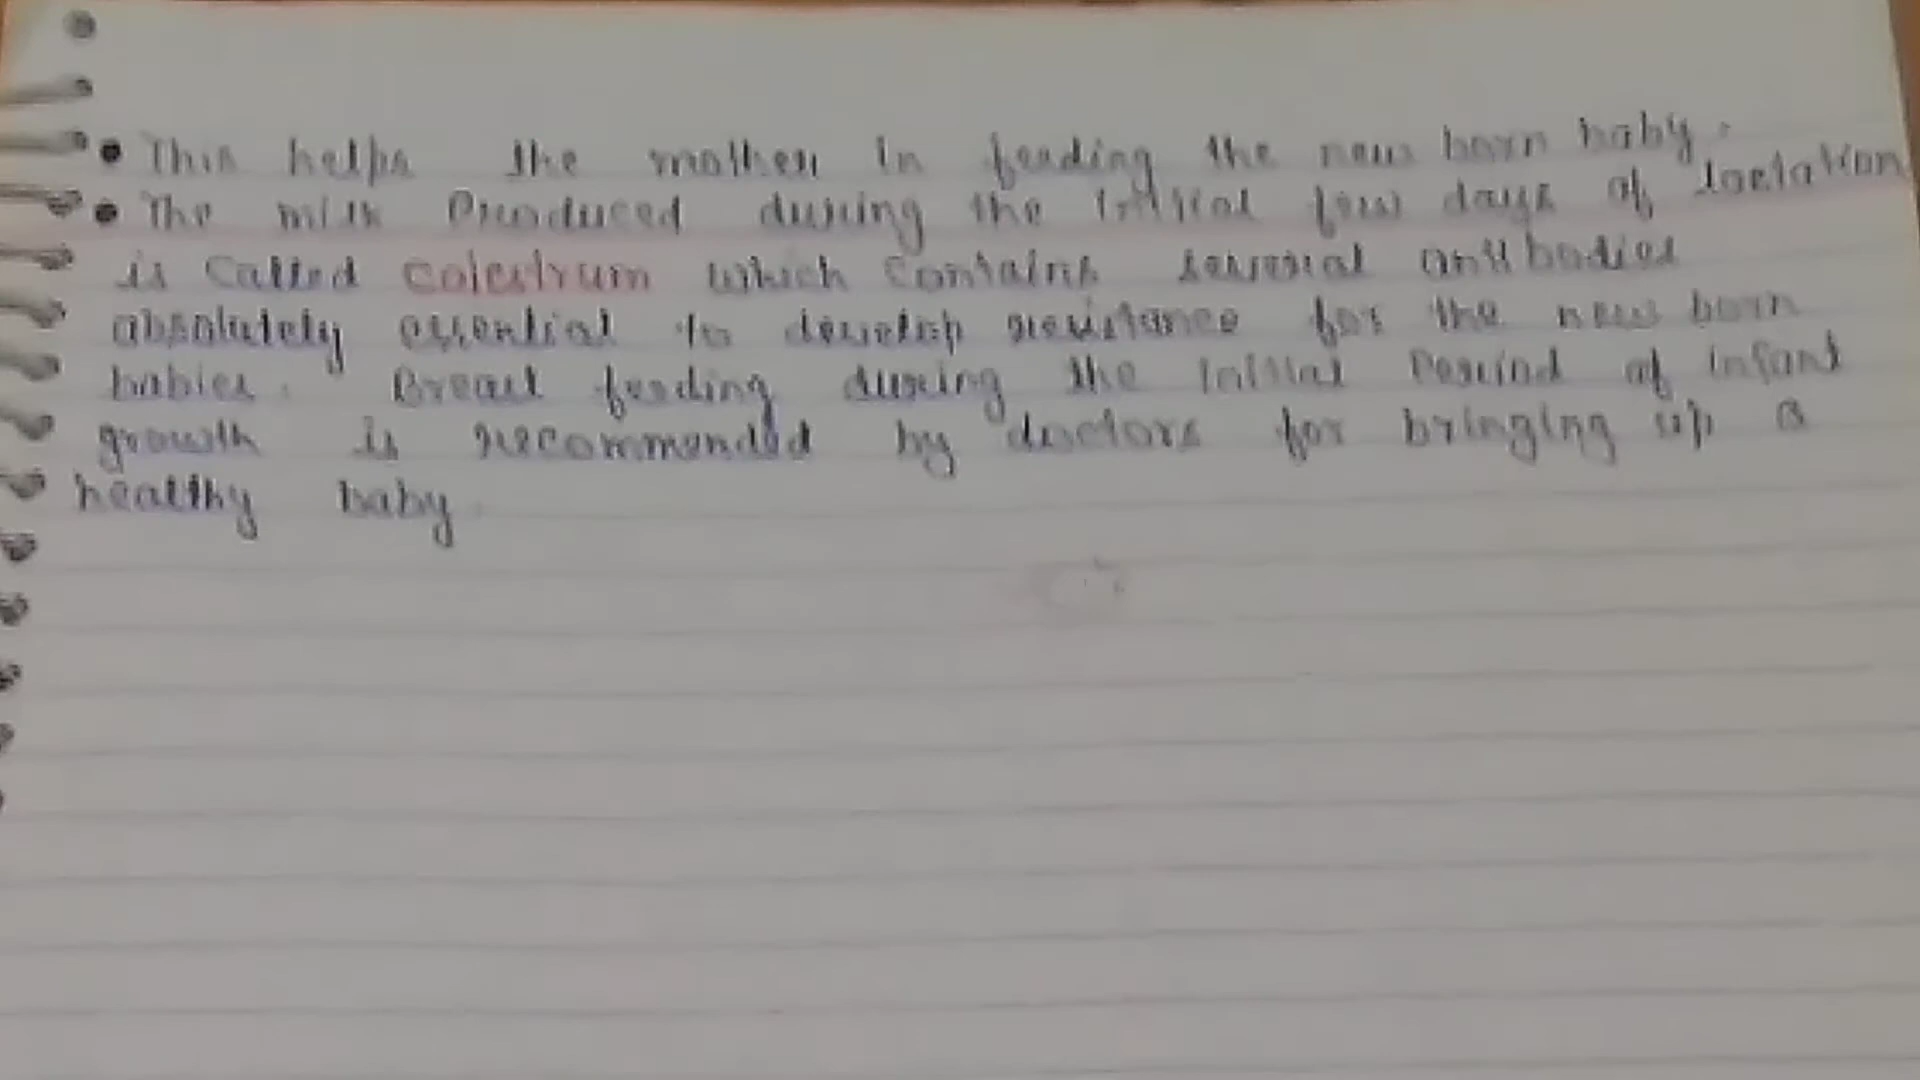 • This helps the mother in feeding the new born baby.
• The milk produced during the initial few days of lactation
is called colestrum which contains several antibodies
absolutely essential to develop resistance for the new born
babies. Breast feeding during the initial period of infant
growth is recommended by doctors for bringing up a
healthy baby.